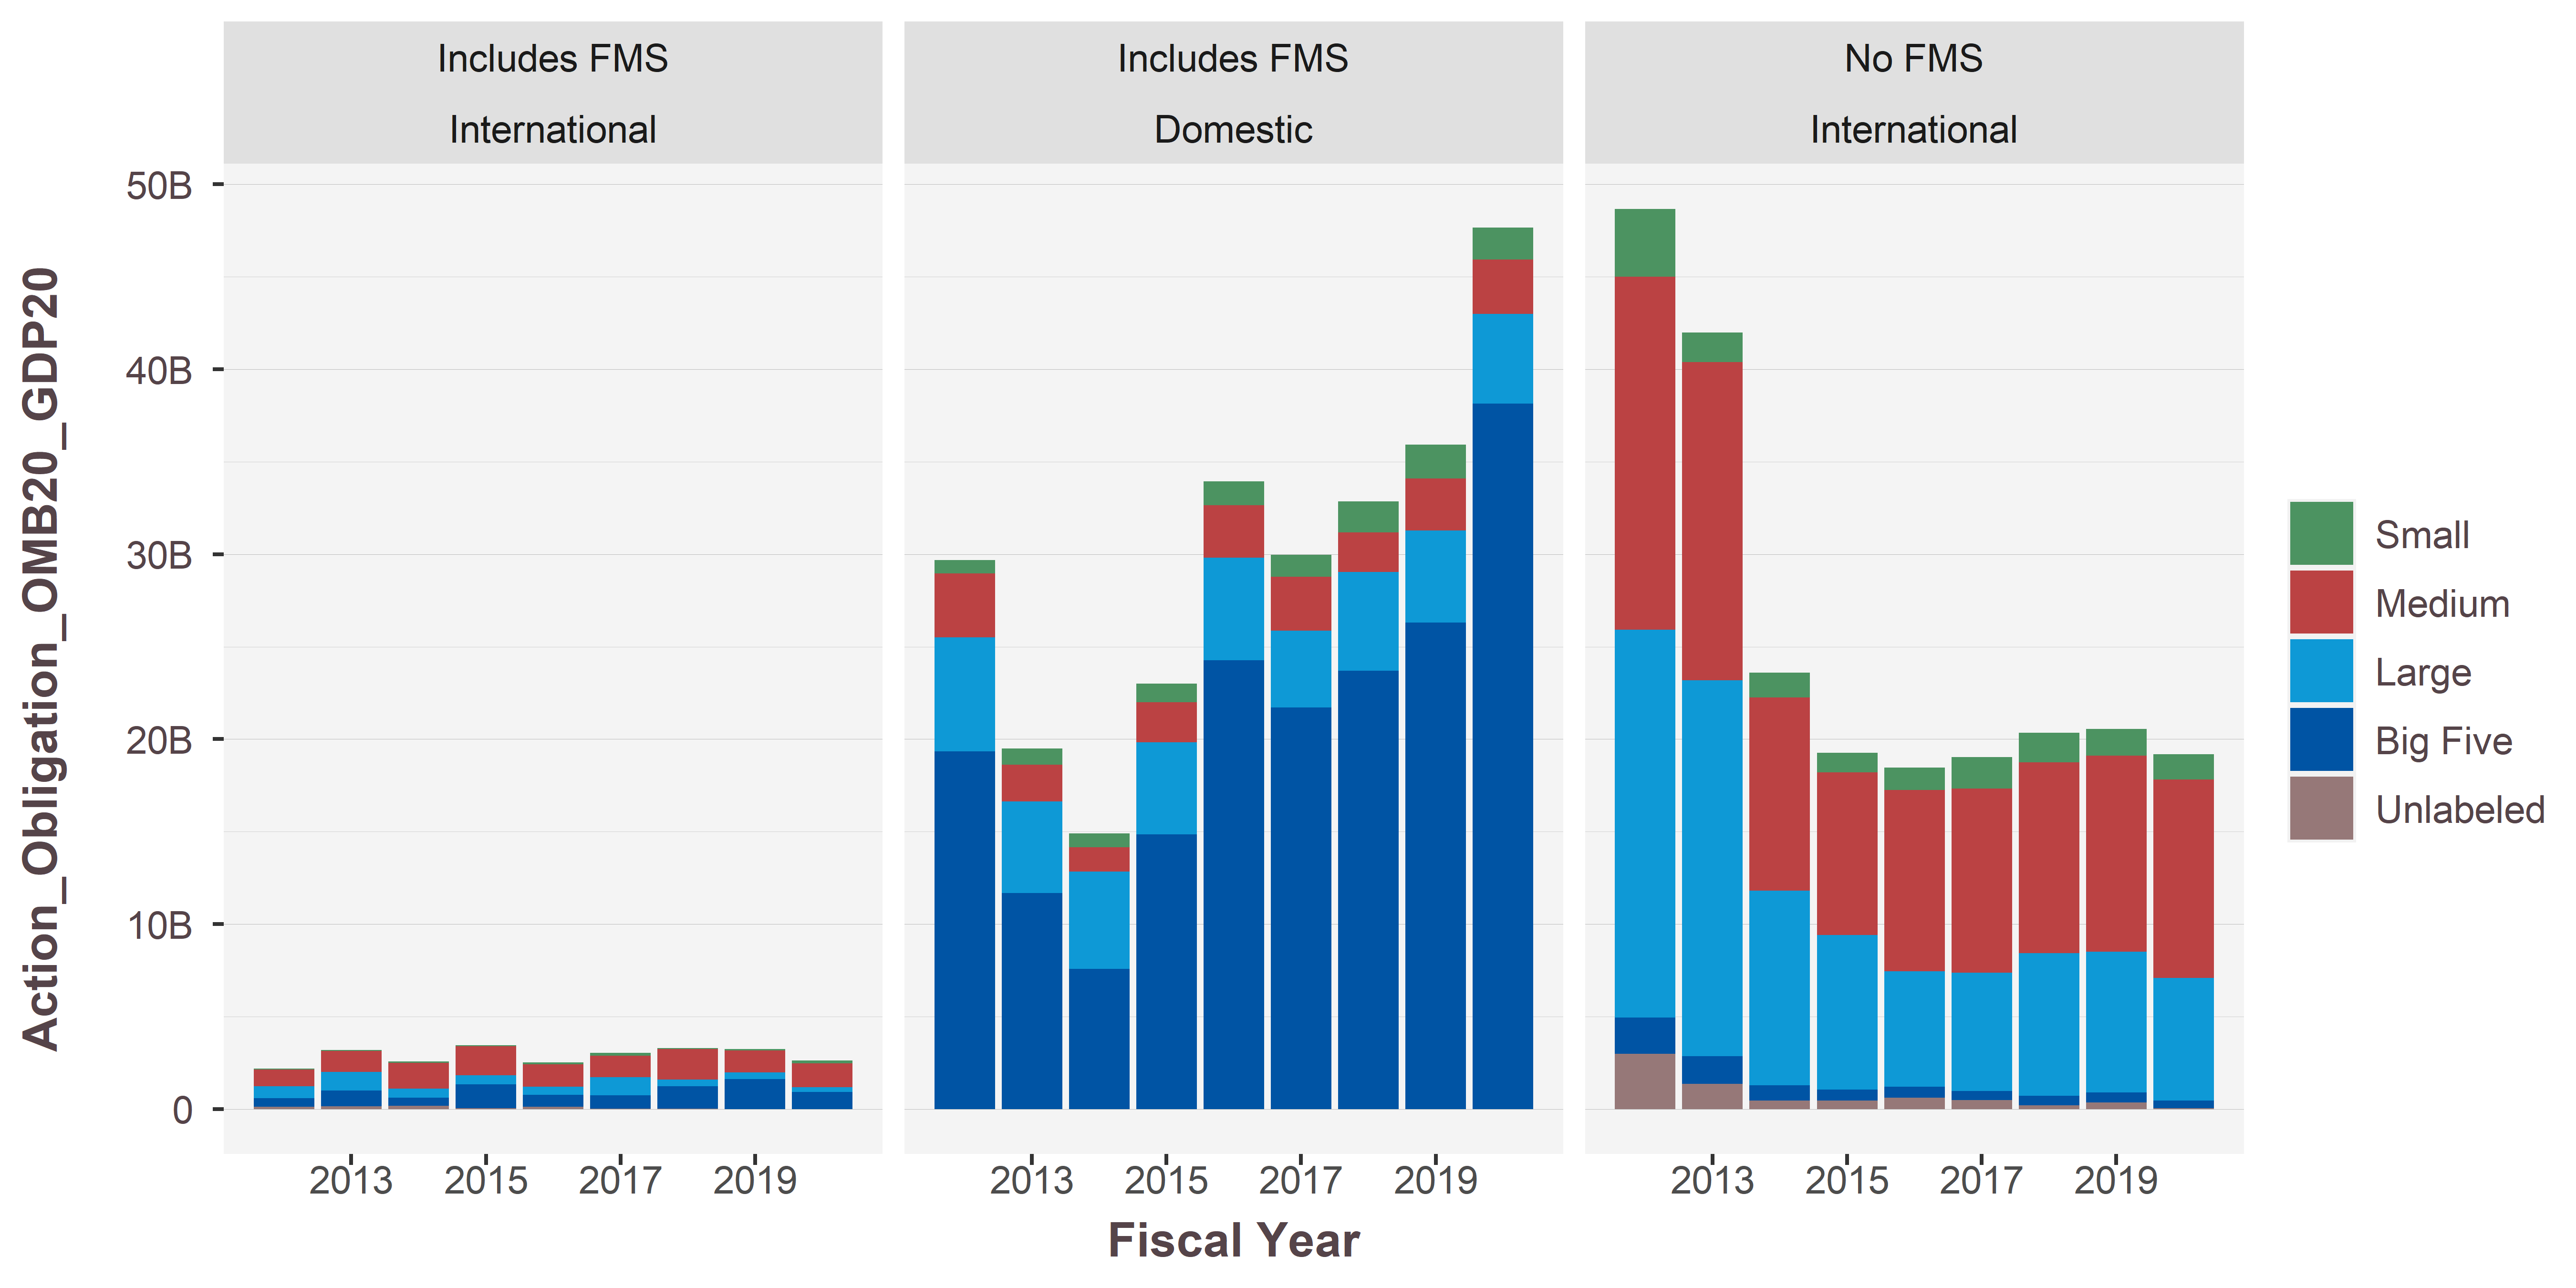 Includes FMS
International
Includes FMS
Domestic
No FMS
International
Action_Obligation_OMB20_GDP20
50B
40B
30B
20B
10B
0
2013 2015 2017 2019
2013 2015 2017 2019
2013 2015 2017 2019
Fiscal Year
Small
Medium
Large
Big Five
Unlabeled